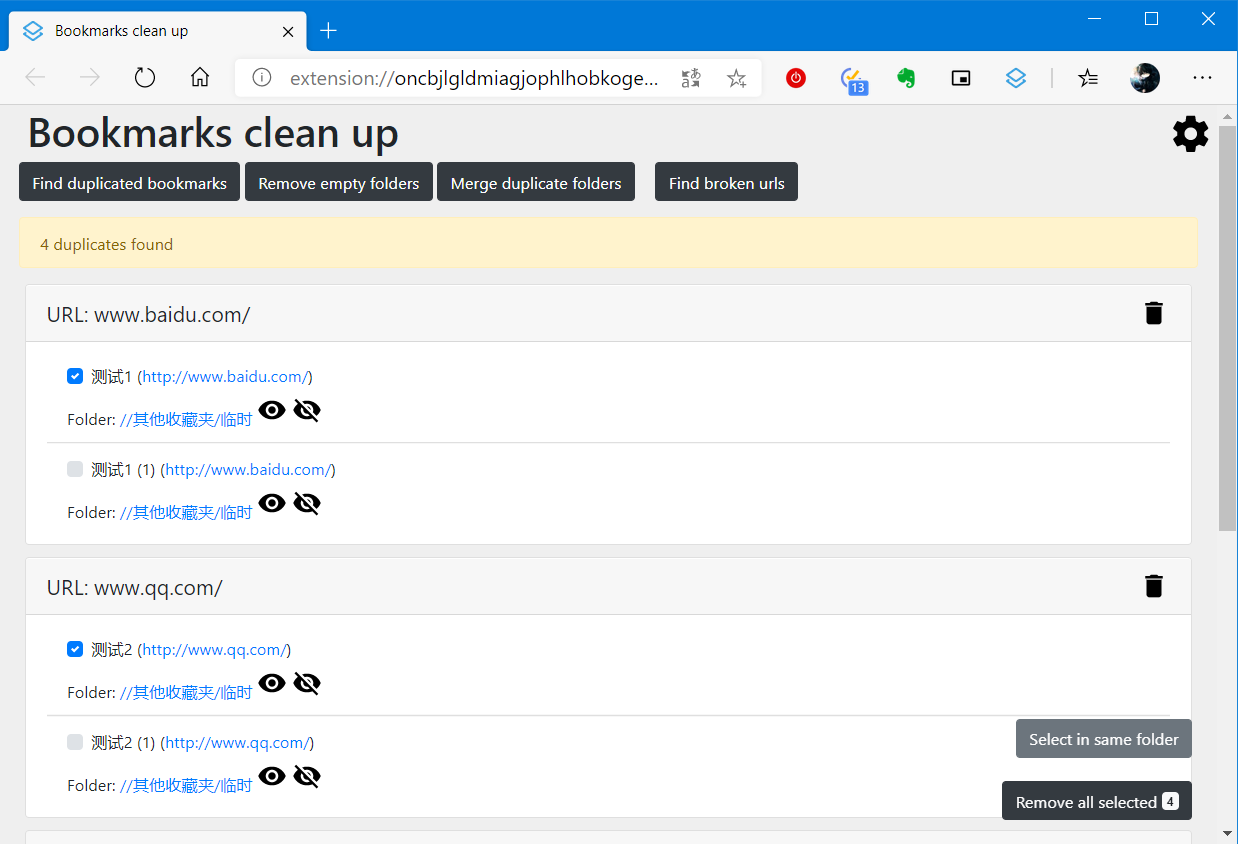 Bookmarks clean up
extension://oncbjlgldmiagjophlhobkoge...
13
Bookmarks clean up
Find duplicated bookmarks
Remove empty folders
Merge duplicate folders
Find broken urls
4 duplicates found
URL: www.baidu.com/
测试1 (http://www.baidu.com/)
Folder: //其他收藏夹/临时
测试1 (1) (http://www.baidu.com/)
Folder: //其他收藏夹/临时
URL: www.qq.com/
测试2 (http://www.qq.com/)
Folder: //其他收藏夹/临时
测试2 (1) (http://www.qq.com/)
Select in same folder
Folder: //其他收藏夹/临时
Remove all selected 4